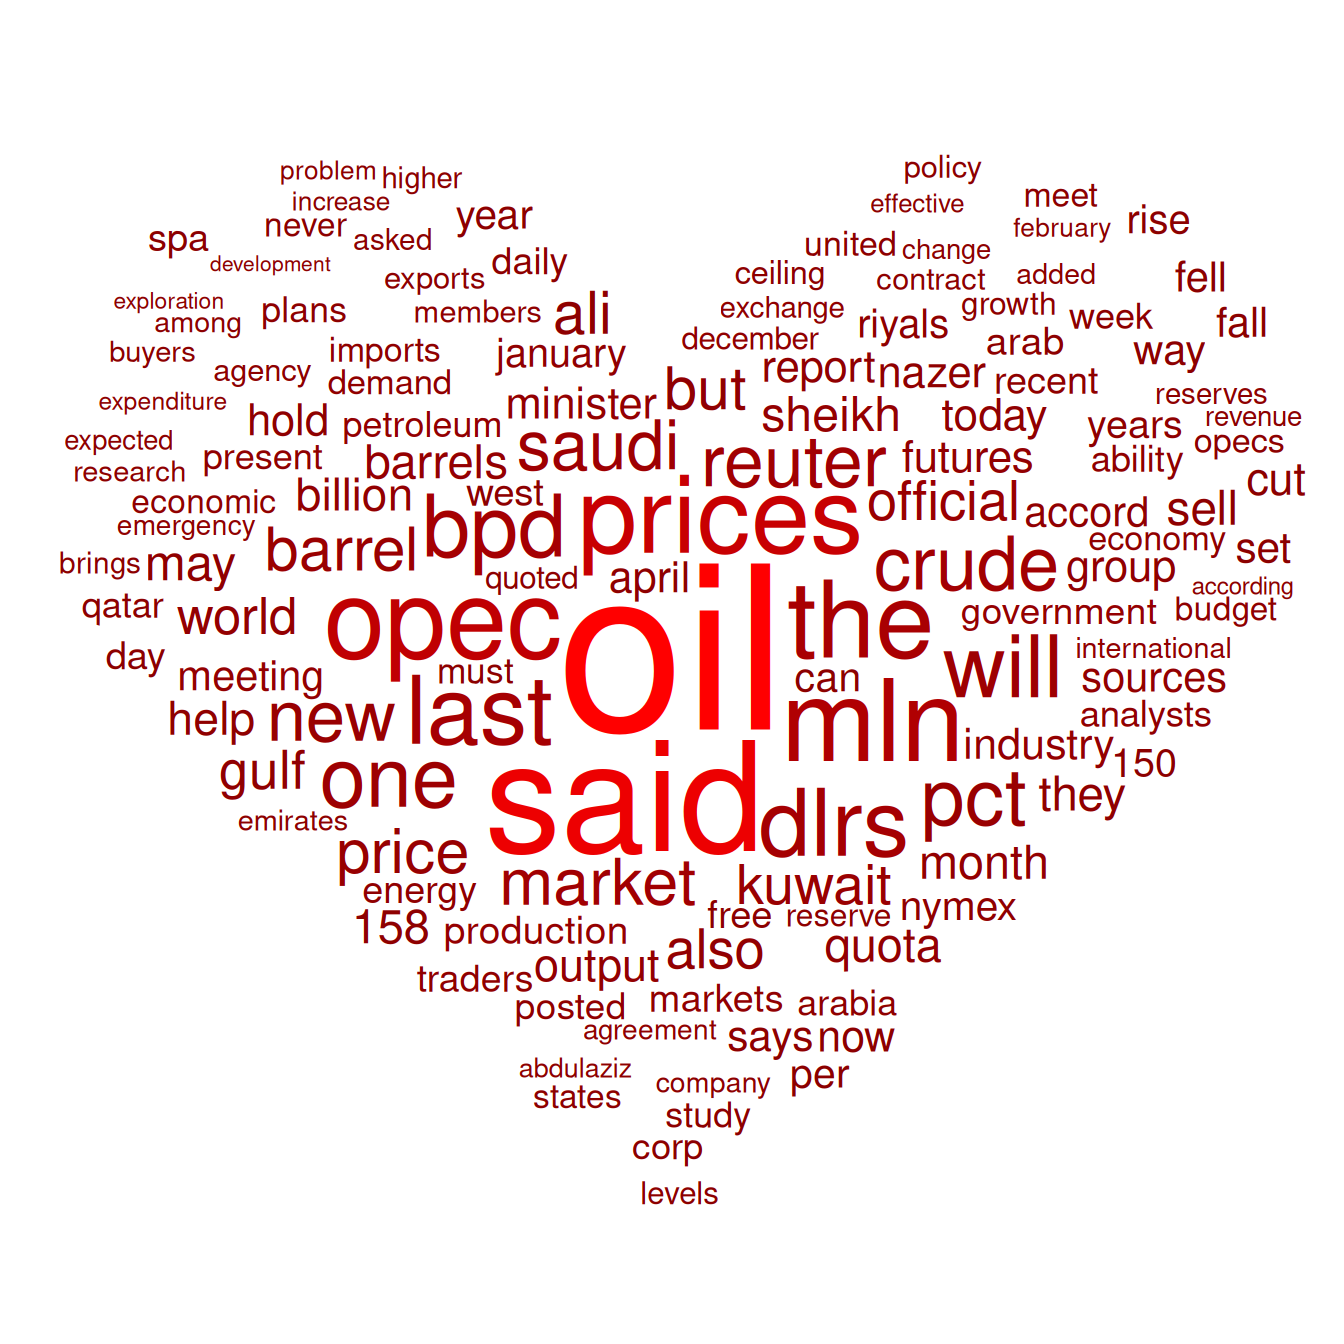 problem
higher
policy
increase
effective
meet
never
year
february
rise
spa
asked
united
change
development
daily
exports
ceiling
contract
added
fell
exploration
plans
members
ali
exchange
growth
among
riyals
week
fall
buyers
imports
january
december
arab
way
agency
demand
report
nazer
recent
expenditure
minister
but
reserves
hold
petroleum
sheikh
today
years
revenue
expected
saudi
opecs
research
present
barrels
reuter
futures
ability
cut
economic
billion
west
prices
official
accord
sell
emergency
bpd
economy
set
brings
may
barrel
quoted
april
crude
group
according
qatar
world
opec
oil
the
government
budget
day
meeting
must
can
will
international
sources
help
new
last
mln
analysts
gulf
one
industry
150
emirates
said
dlrs
pct
they
price
month
energy
market
kuwait
158
production
free
reserve
nymex
traders
output
also
quota
posted
markets
arabia
agreement
says
now
abdulaziz
company
per
states
study
corp
levels